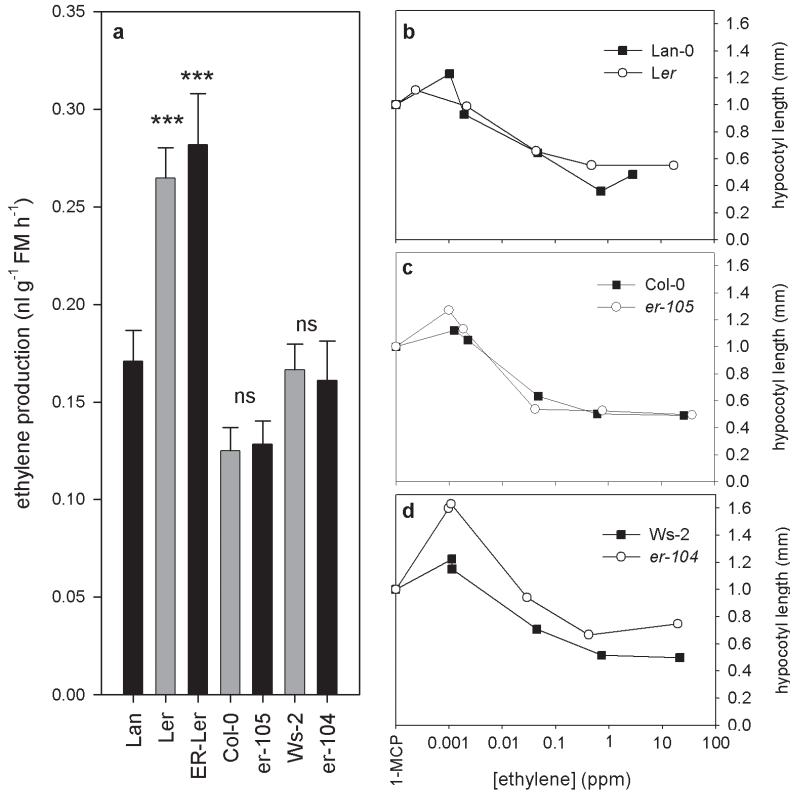 a
ethylene production (nl g⁻¹ FM h⁻¹)
0.35
0.30
0.25
0.20
0.15
0.10
0.05
0.00
***
***
ns
ns
Lan
Ler
ER-Ler
Col-0
er-105
Ws-2
er-104
b
Lan-0
Ler
1.6
1.4
1.2
1.0
0.8
0.6
0.4
0.2
0.0
hypocotyl length (mm)
c
Col-0
er-105
1.6
1.4
1.2
1.0
0.8
0.6
0.4
0.2
0.0
hypocotyl length (mm)
d
Ws-2
er-104
1.6
1.4
1.2
1.0
0.8
0.6
0.4
0.2
0.0
hypocotyl length (mm)
1-MCP 0.001 0.01 0.1 1 10 100
[ethylene] (ppm)